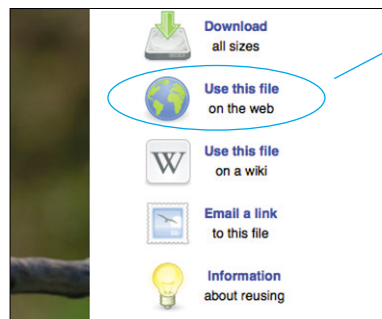 Download
all sizes
Use this file
on the web
W
Use this file
on a wiki
Email a link
to this file
Information
about reusing